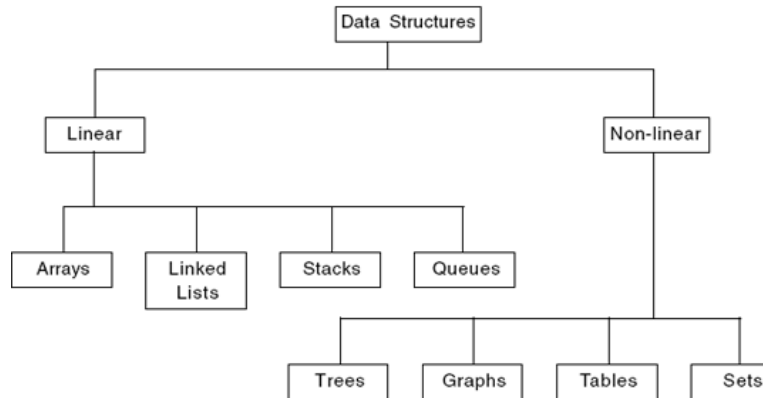 Data Structures
Linear
Non-linear
Arrays
Linked
Lists
Stacks
Queues
Trees
Graphs
Tables
Sets